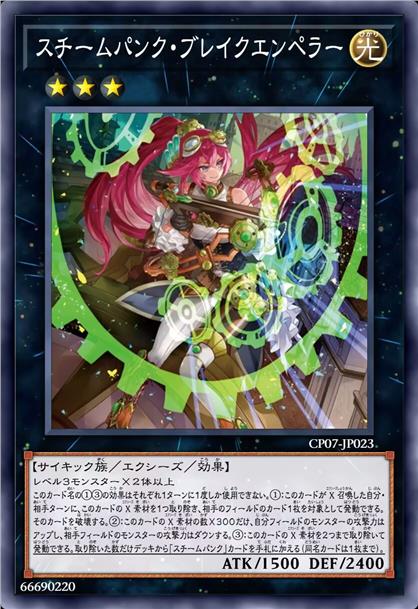 スチームパンク・ブレイクエンペラー
光
CP07-JP023
【サイキック族／エクシーズ／効果】
レベル3モンスター×2体以上
このカード名の①③の効果はそれぞれ1ターンに1度しか使用できない。①:このカードがX召喚した自分・
相手ターンに、このカードのX素材を1つ取り除き、相手のフィールドのカード1枚を対象として発動できる。
そのカードを破壊する。②:このカードのX素材の数×300だけ、自分フィールドのモンスターの攻撃力は
アップし、相手フィールドのモンスターの攻撃力はダウンする。③:このカードのX素材を2つまで取り除いて
発動できる。取り除いた数だけデッキから「スチームパンク」カードを手札に加える(同名カードは1枚まで)。
ATK/1500 DEF/2400
66690220